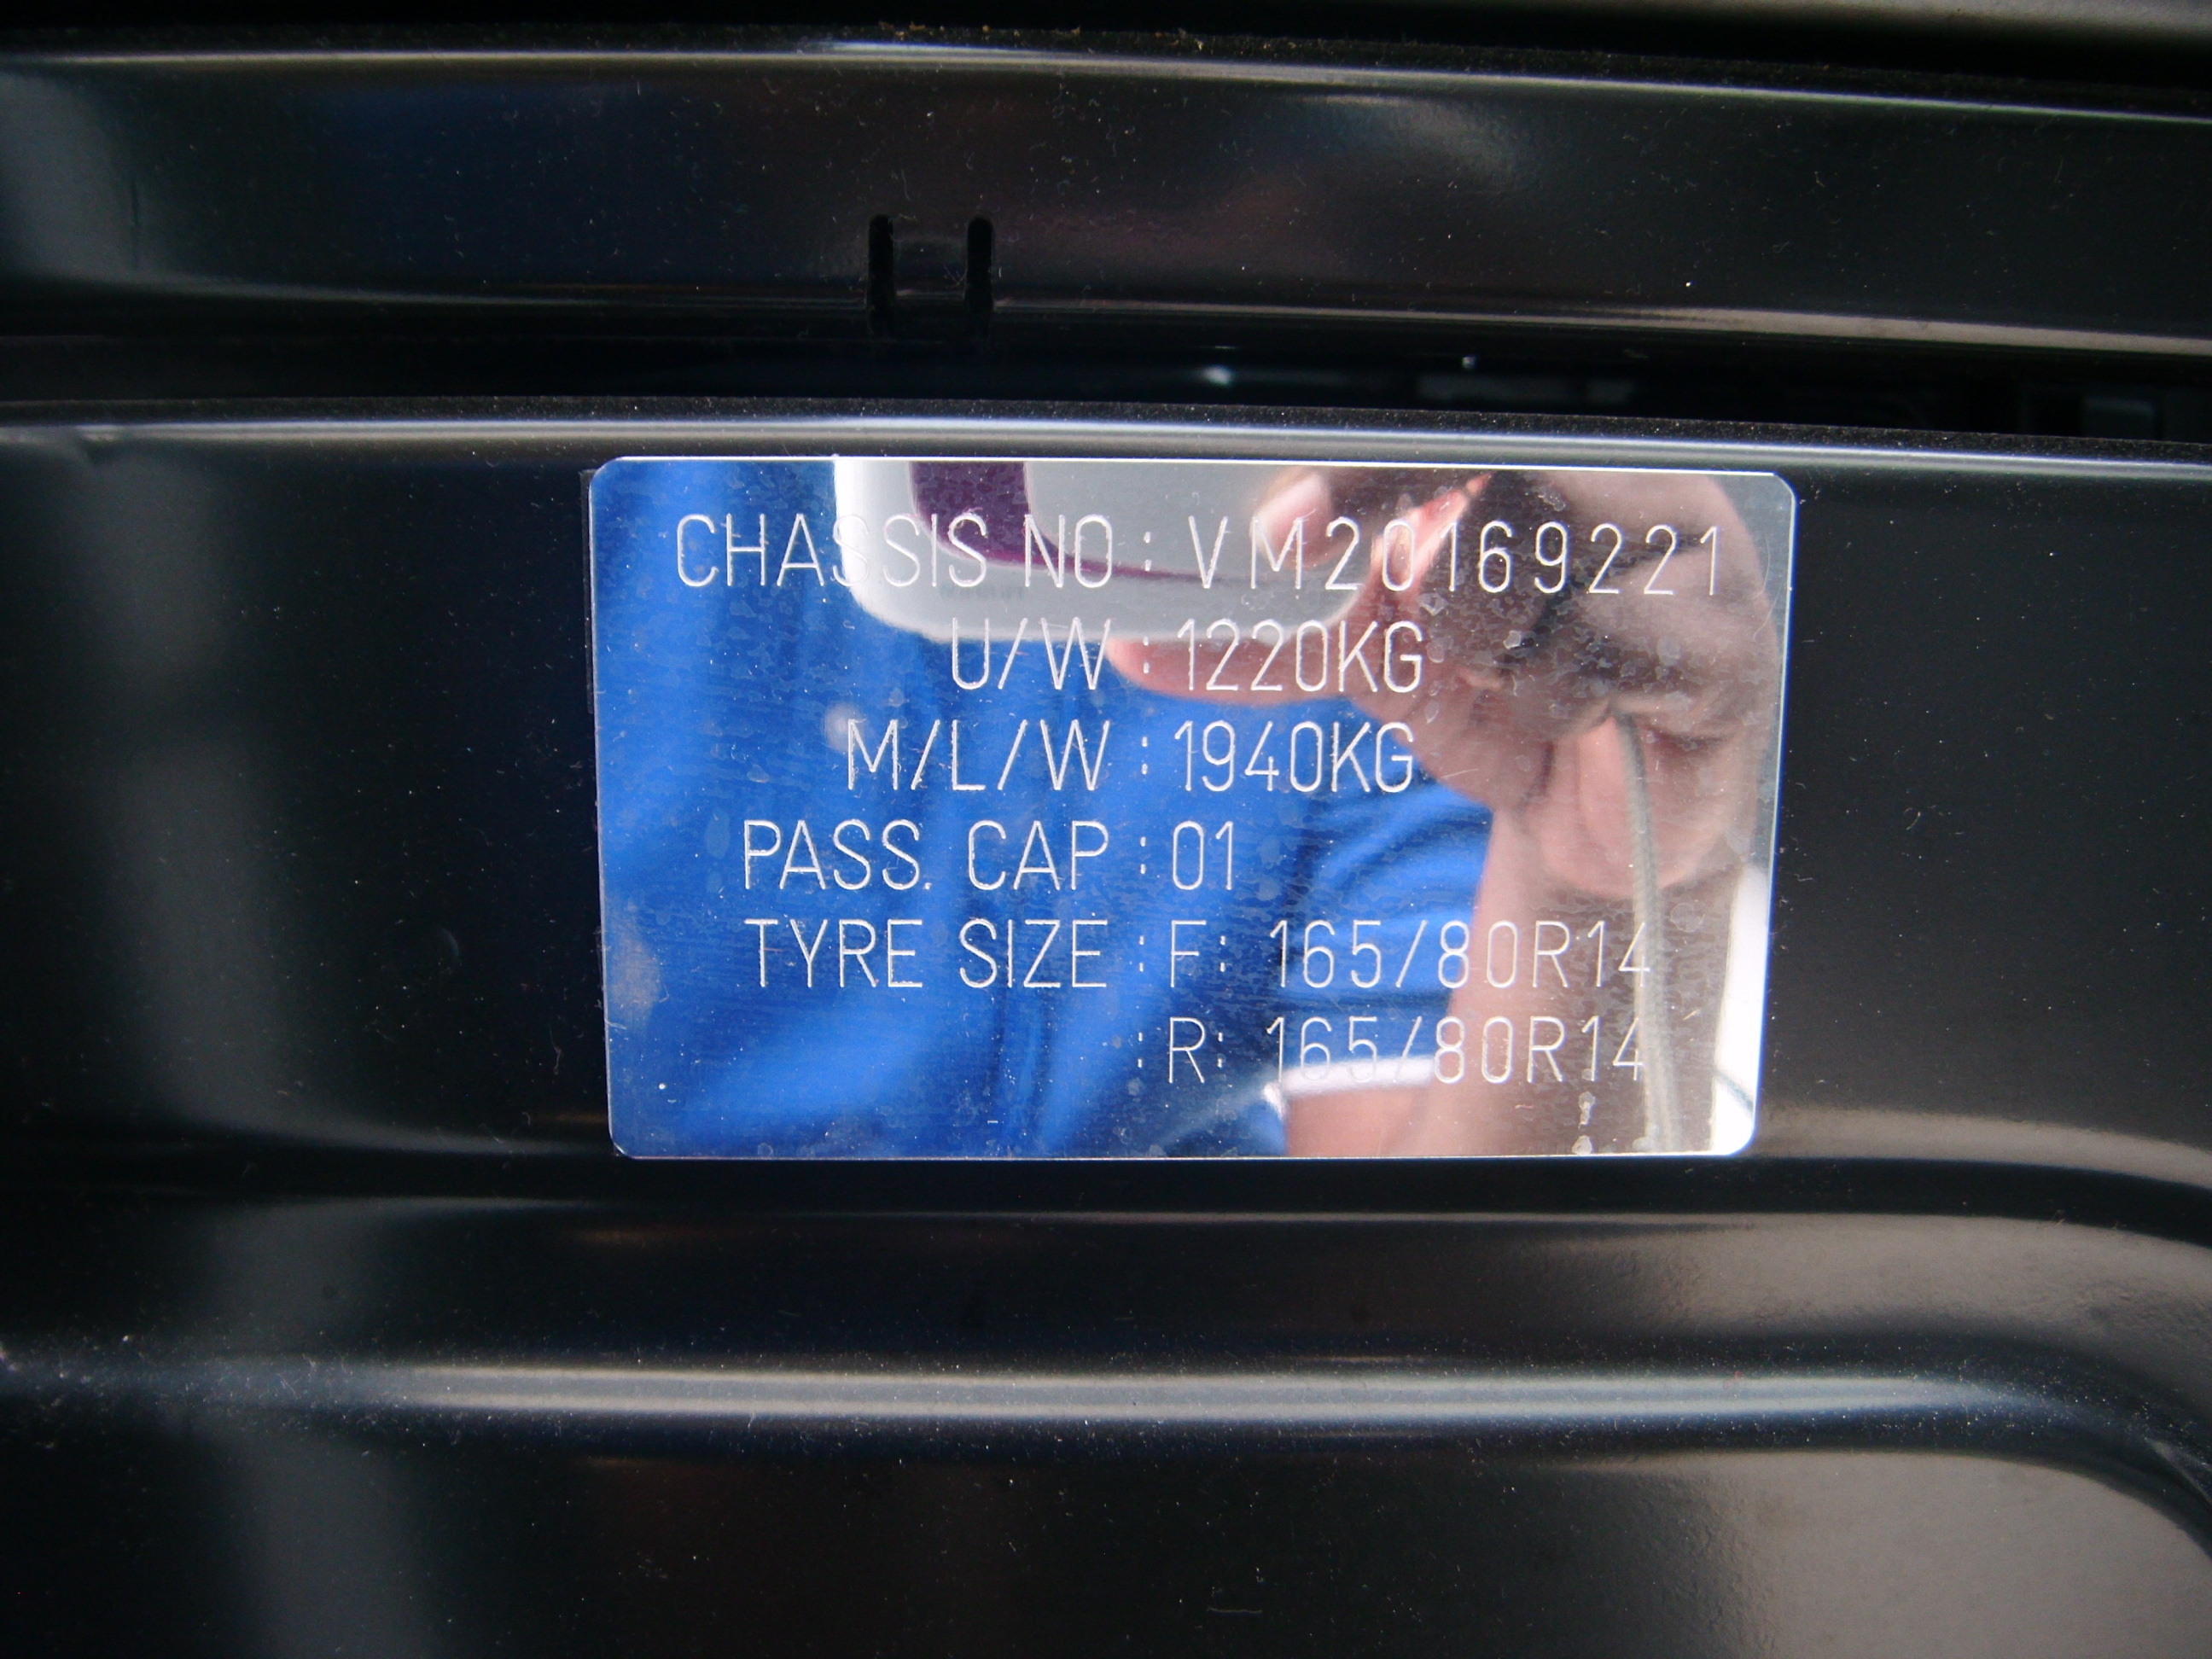 CHASSIS NO : VM20169221
U/W : 1220KG
M/L/W : 1940KG
PASS. CAP : 01
TYRE SIZE : F: 165/80R14
: R: 165/80R14